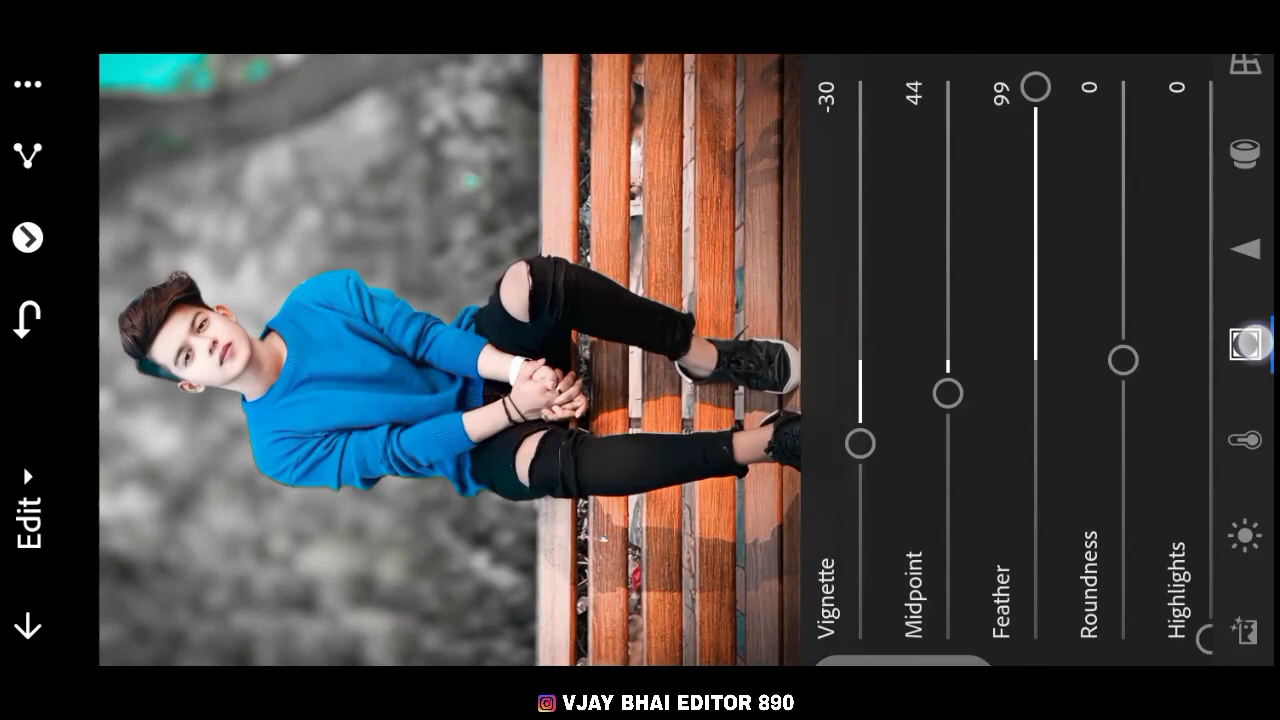 Edit
Vignette -30
Midpoint 44
Feather 99
Roundness 0
Highlights 0
VJAY BHAI EDITOR 890